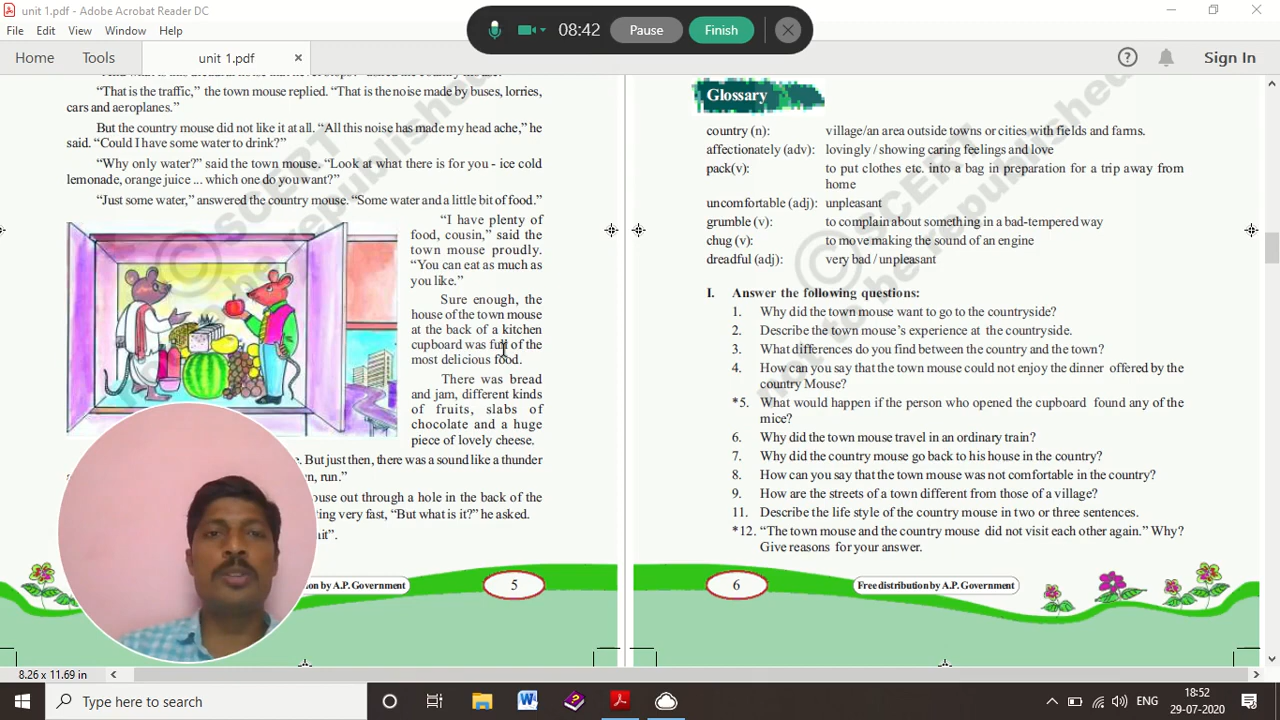 unit 1.pdf - Adobe Acrobat Reader DC
08:42
Pause
Finish
File Edit View Window Help
Home
Tools
unit 1.pdf
Sign In
“That is the traffic,” the town mouse replied. “That is the noise made by buses, lorries,
cars and aeroplanes.”
But the country mouse did not like it at all. “All this noise has made my head ache,” he
said. “Could I have some water to drink?”
“Why only water?” said the town mouse. “Look at what there is for you - ice cold
lemonade, orange juice ... which one do you want?”
“Just some water,” answered the country mouse. “Some water and a little bit of food.”
“I have plenty of
food, cousin,” said the
town mouse proudly.
“You can eat as much as
you like.”
Sure enough, the
house of the town mouse
at the back of a kitchen
cupboard was full of the
most delicious food.
There was bread
and jam, different kinds
of fruits, slabs of
chocolate and a huge
piece of lovely cheese.
But just then, there was a sound like a thunder
run.”
out through a hole in the back of the
very fast, “But what is it?” he asked.
by A.P. Government
5
Glossary
country (n): village/an area outside towns or cities with fields and farms.
affectionately (adv): lovingly / showing caring feelings and love
pack(v): to put clothes etc. into a bag in preparation for a trip away from
home
uncomfortable (adj): unpleasant
grumble (v): to complain about something in a bad-tempered way
chug (v): to move making the sound of an engine
dreadful (adj): very bad / unpleasant
I. Answer the following questions:
1. Why did the town mouse want to go to the countryside?
2. Describe the town mouse’s experience at the countryside.
3. What differences do you find between the country and the town?
4. How can you say that the town mouse could not enjoy the dinner offered by the
country Mouse?
*5. What would happen if the person who opened the cupboard found any of the
mice?
6. Why did the town mouse travel in an ordinary train?
7. Why did the country mouse go back to his house in the country?
8. How can you say that the town mouse was not comfortable in the country?
9. How are the streets of a town different from those of a village?
11. Describe the life style of the country mouse in two or three sentences.
*12. “The town mouse and the country mouse did not visit each other again.” Why?
Give reasons for your answer.
6
Free distribution by A.P. Government
not to be published
8.26 x 11.69 in
Type here to search
ENG
18:52
29-07-2020